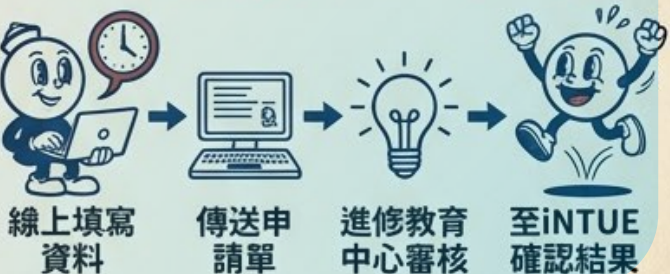 線上填寫
資料
傳送申
請單
進修教育
中心審核
至iNTUE
確認結果